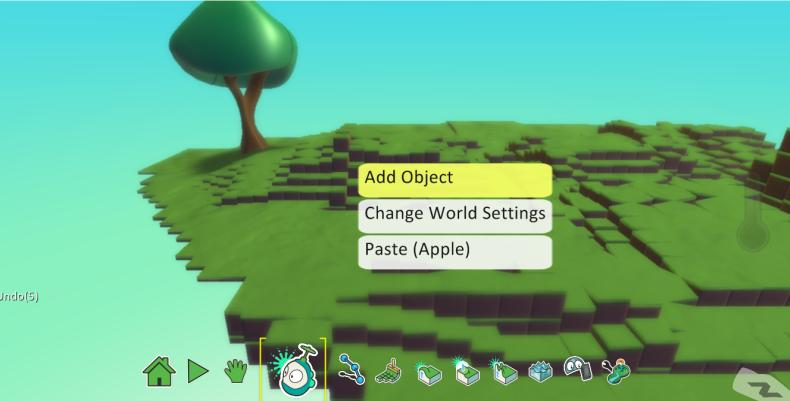 Add Object
Change World Settings
Paste (Apple)
Undo(5)